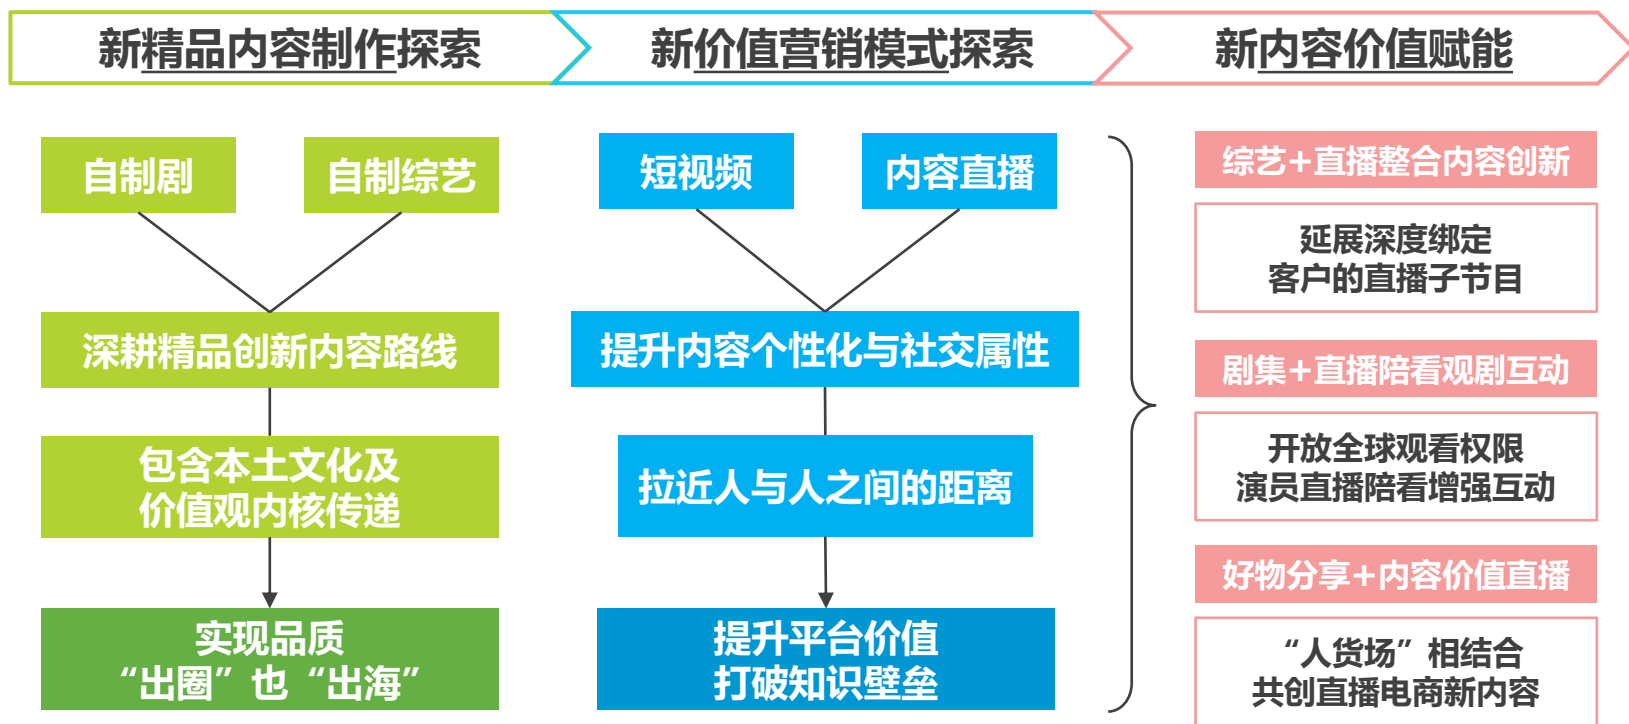 新精品内容制作探索
新价值营销模式探索
新内容价值赋能
自制剧
自制综艺
深耕精品创新内容路线
包含本土文化及
价值观内核传递
实现品质
“出圈”也“出海”
短视频
内容直播
提升内容个性化与社交属性
拉近人与人之间的距离
提升平台价值
打破知识壁垒
综艺+直播整合内容创新
延展深度绑定
客户的直播子节目
剧集+直播陪看观剧互动
开放全球观看权限
演员直播陪看增强互动
好物分享+内容价值直播
“人货场”相结合
共创直播电商新内容